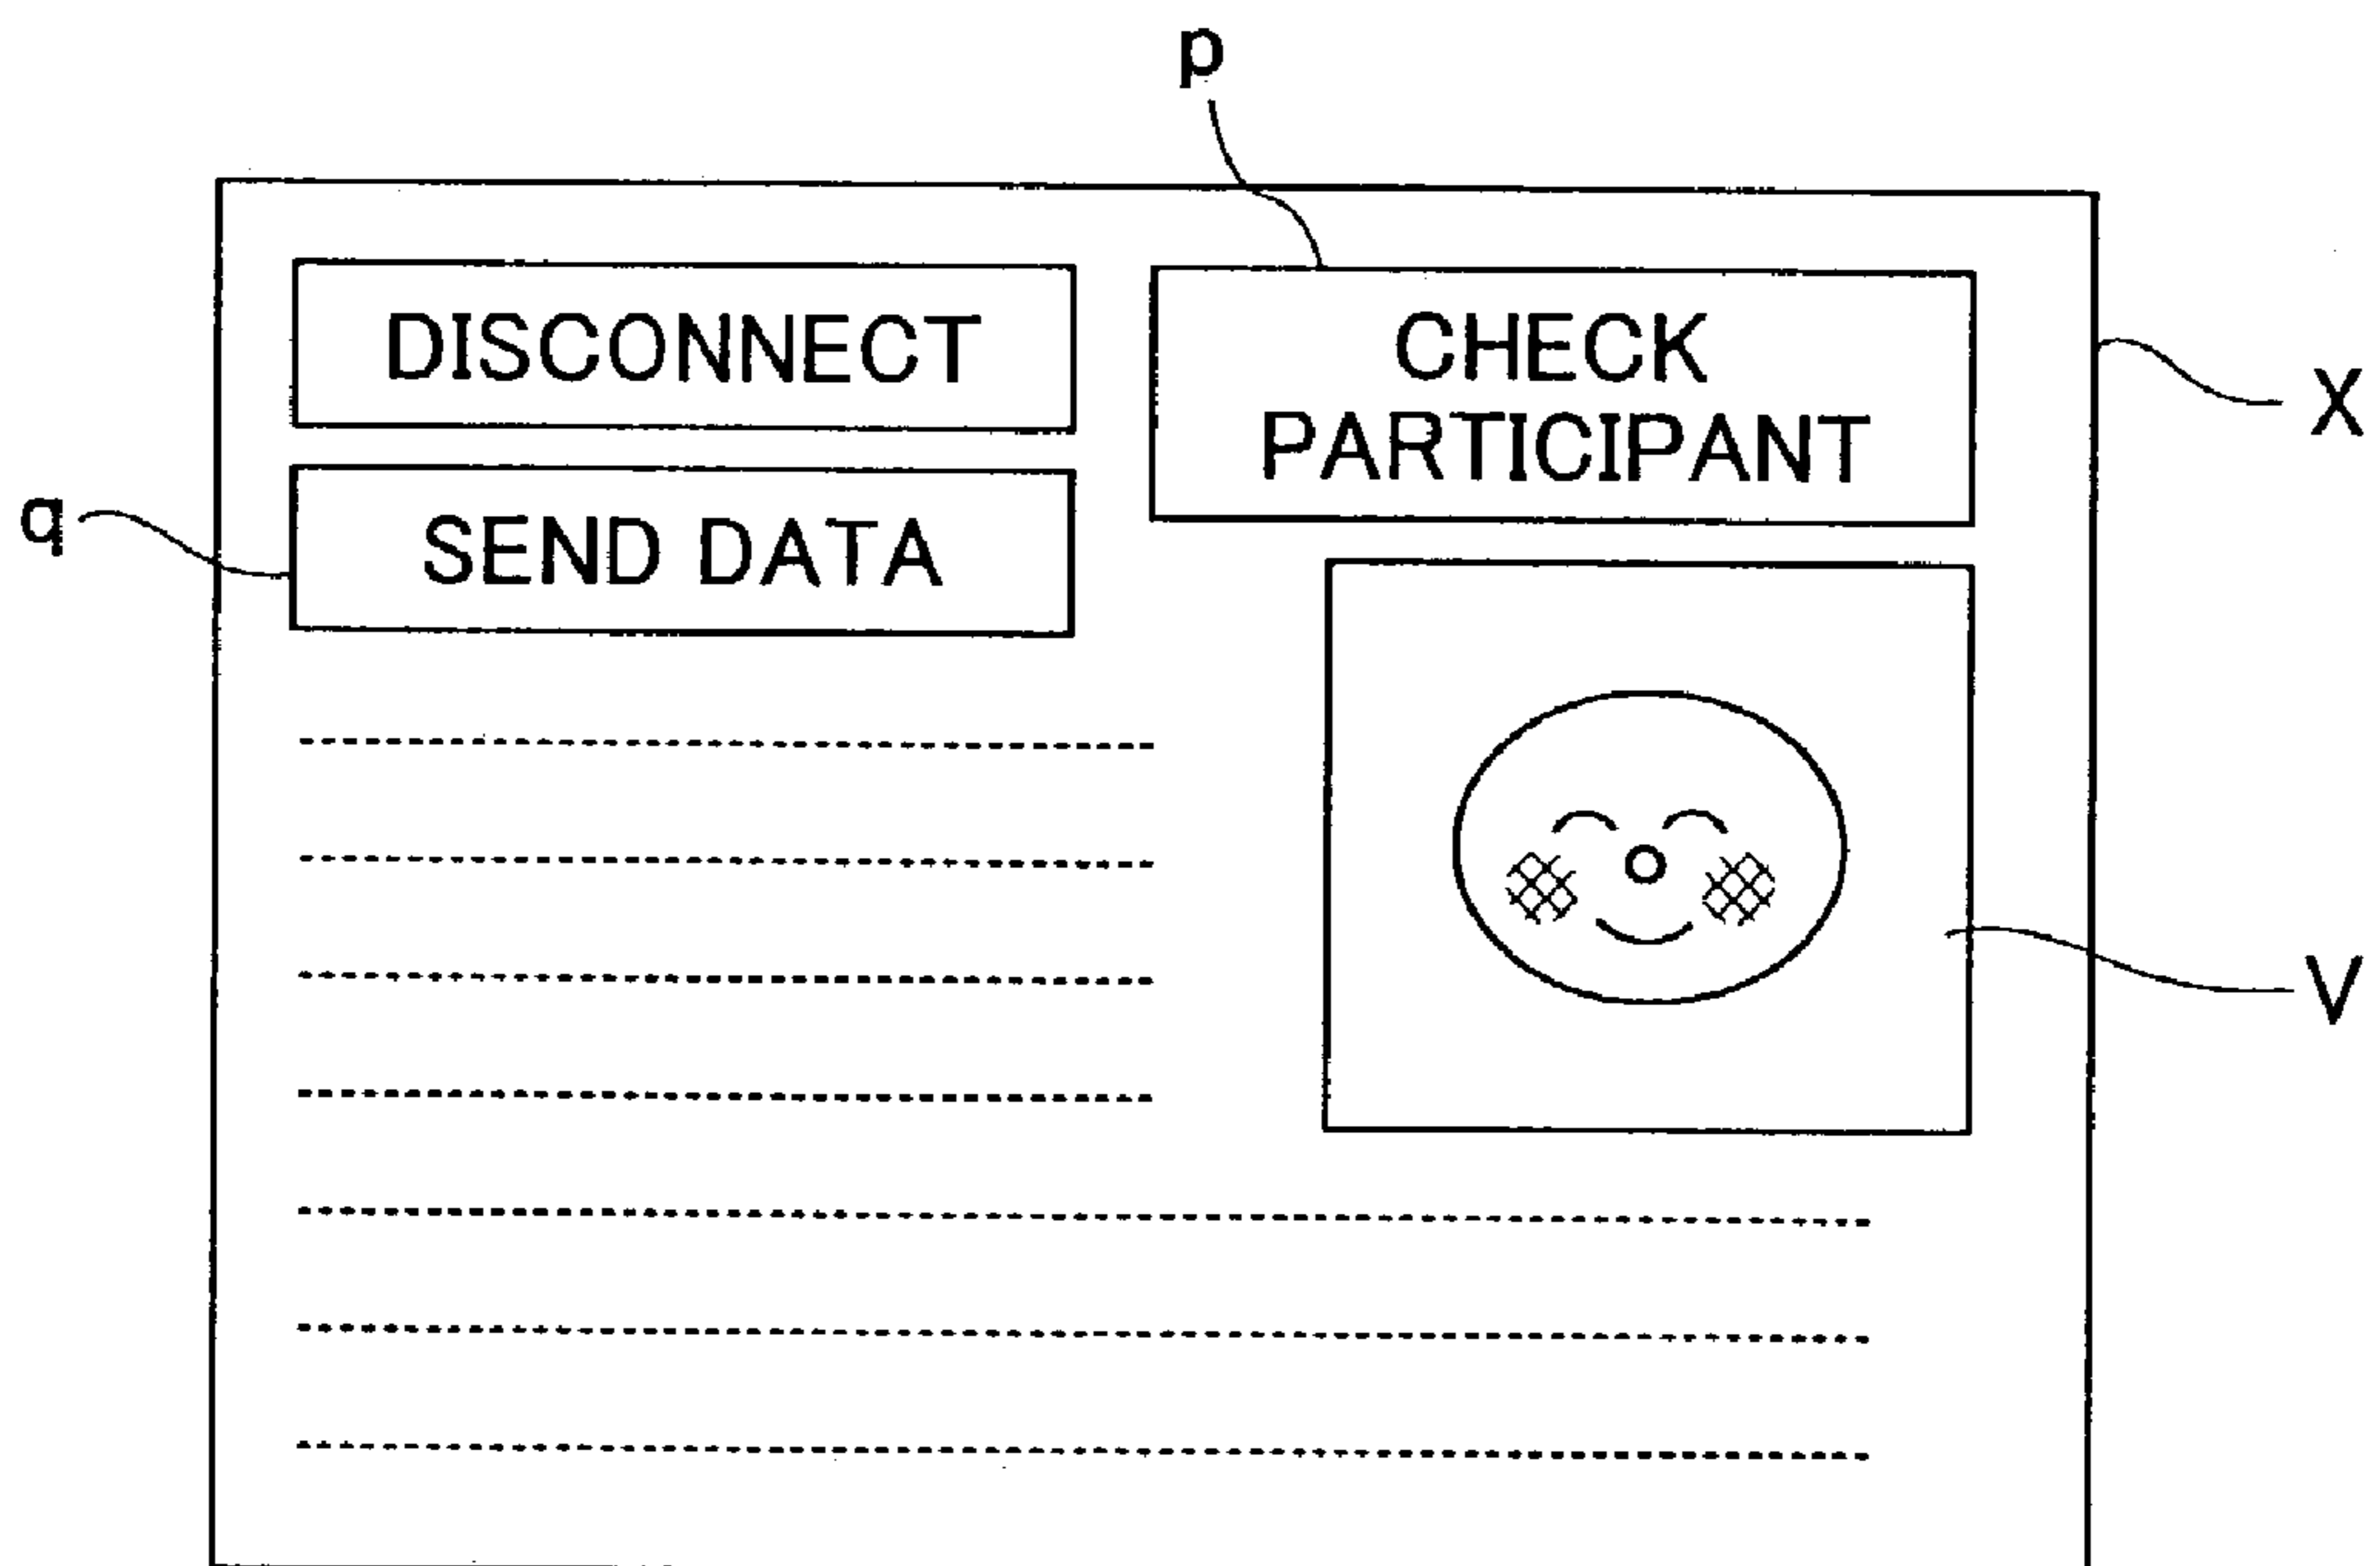 p
DISCONNECT
CHECK
PARTICIPANT
X
q
SEND DATA
V